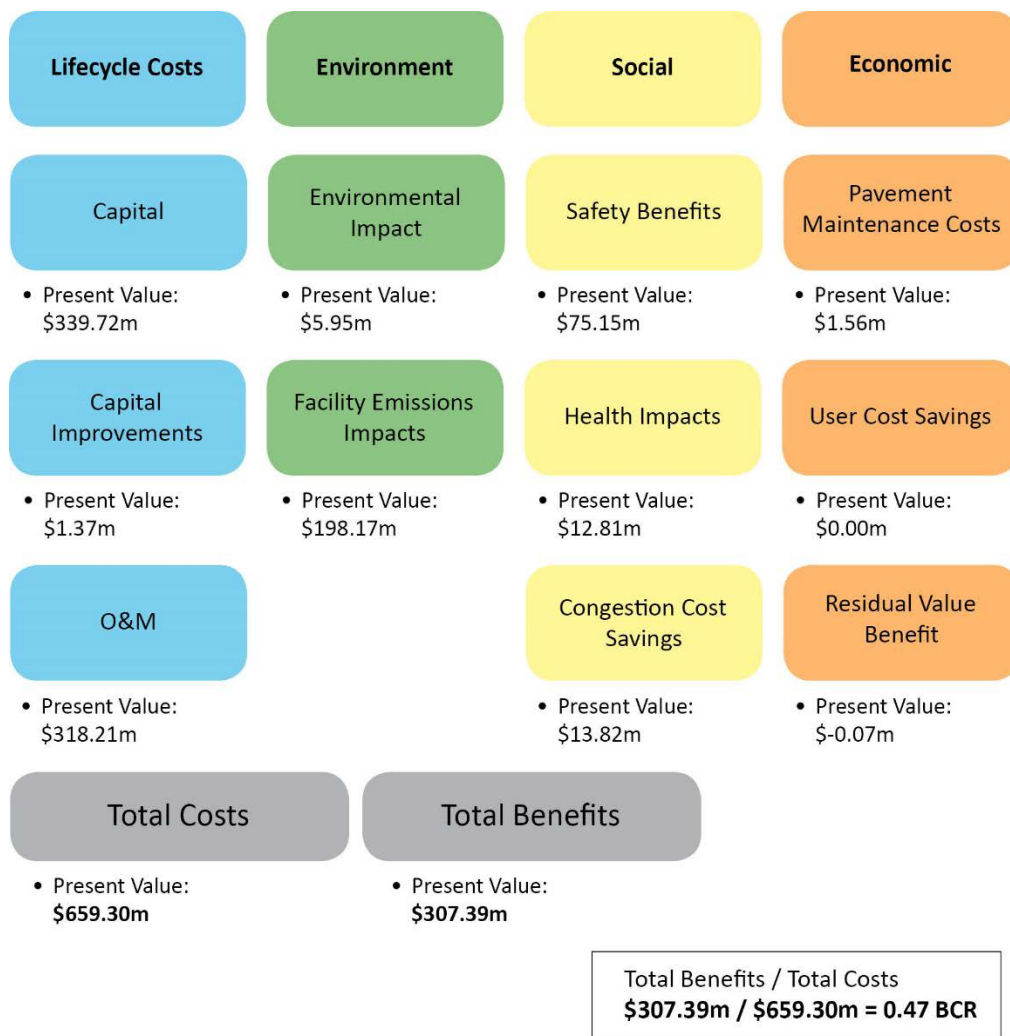 Lifecycle Costs
Environment
Social
Economic
Capital
Environmental
Impact
Safety Benefits
Pavement
Maintenance Costs
• Present Value:
$339.72m
• Present Value:
$5.95m
• Present Value:
$75.15m
• Present Value:
$1.56m
Capital
Improvements
Facility Emissions
Impacts
Health Impacts
User Cost Savings
• Present Value:
$1.37m
• Present Value:
$198.17m
• Present Value:
$12.81m
• Present Value:
$0.00m
O&M
Congestion Cost
Savings
Residual Value
Benefit
• Present Value:
$318.21m
• Present Value:
$13.82m
• Present Value:
$-0.07m
Total Costs
Total Benefits
• Present Value:
$659.30m
• Present Value:
$307.39m
Total Benefits / Total Costs
$307.39m / $659.30m = 0.47 BCR